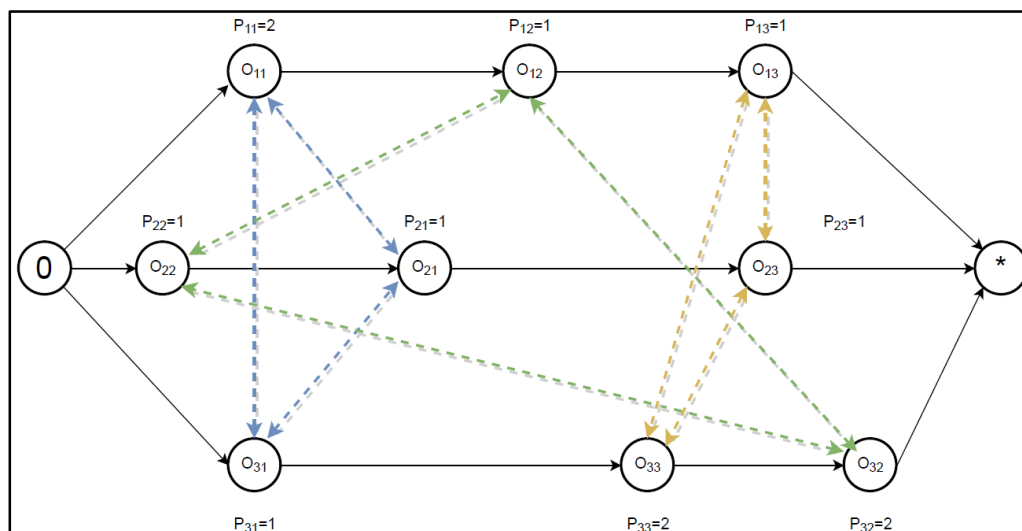 P₁₁=2 P₁₂=1 P₁₃=1
O₁₁ O₁₂ O₁₃
P₂₂=1 P₂₁=1 P₂₃=1
0 O₂₂ O₂₁ O₂₃ *
O₃₁ O₃₃ O₃₂
P₃₁=1 P₃₃=2 P₃₂=2